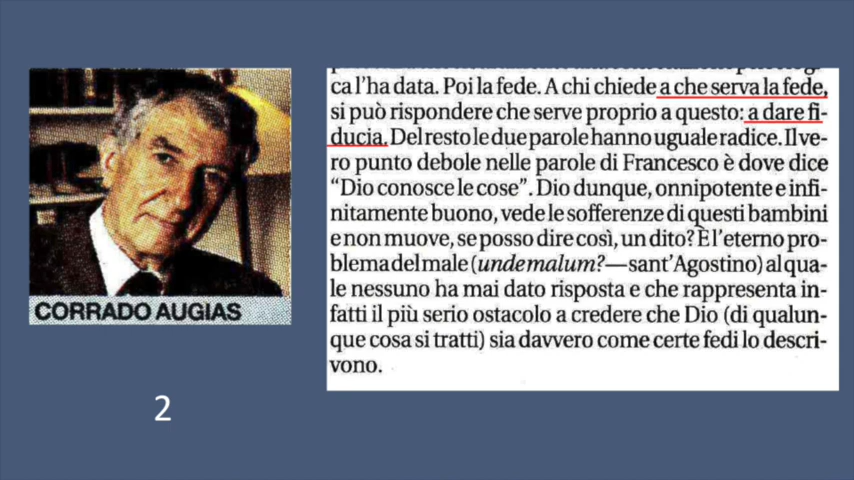 ca l'ha data. Poi la fede. A chi chiede a che serva la fede,
si può rispondere che serve proprio a questo: a dare fi-
ducia. Del resto le due parole hanno uguale radice. Il ve-
ro punto debole nelle parole di Francesco è dove dice
“Dio conosce le cose”. Dio dunque, onnipotente e infi-
nitamente buono, vede le sofferenze di questi bambini
e non muove, se posso dire così, un dito? È l'eterno pro-
blema del male (unde malum?—sant'Agostino) al qua-
le nessuno ha mai dato risposta e che rappresenta in-
fatti il più serio ostacolo a credere che Dio (di qualun-
que cosa si tratti) sia davvero come certe fedi lo descri-
vono.
CORRADO AUGIAS
2